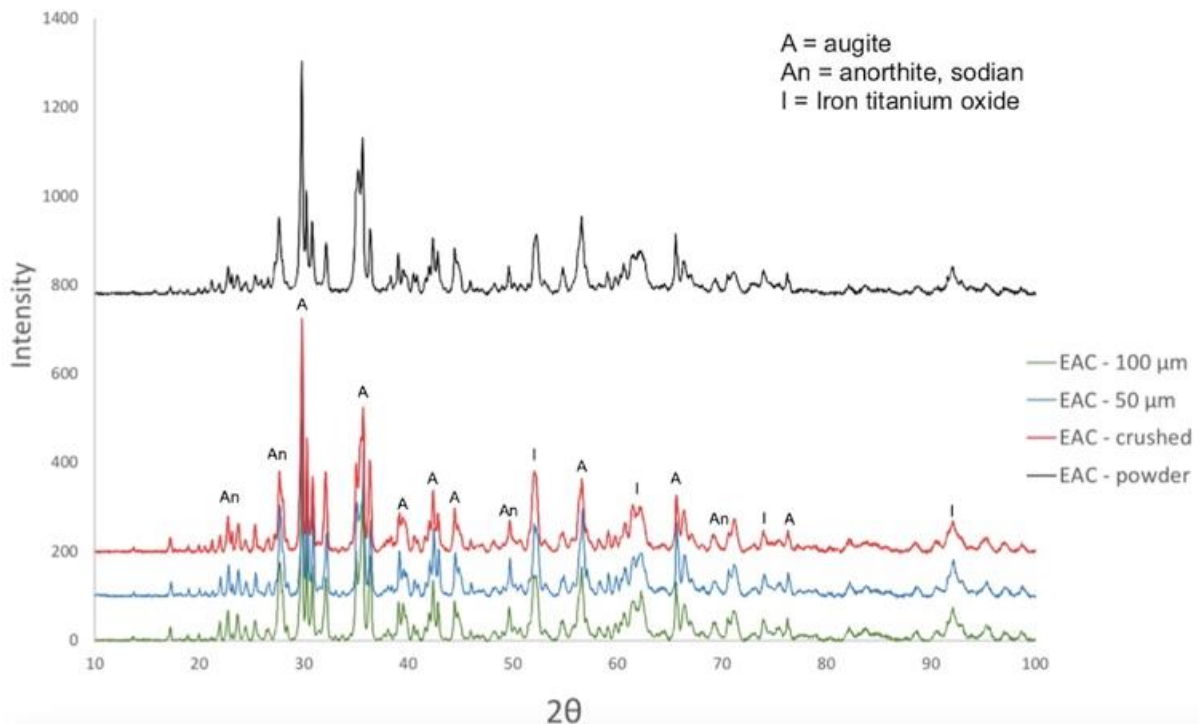 1400
1200
1000
800
600
400
200
0
Intensity
A = augite
An = anorthite, sodian
I = Iron titanium oxide
A
A
An
An
A
A
A
An
I
A
I
A
An
I
A
I
EAC - 100 µm
EAC - 50 µm
EAC - crushed
EAC - powder
10 20 30 40 50 60 70 80 90 100
2θ